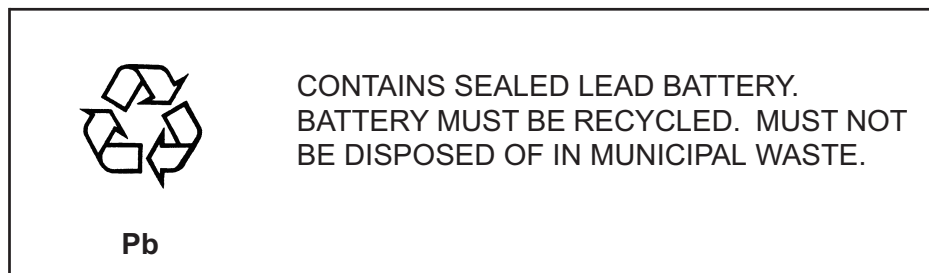 CONTAINS SEALED LEAD BATTERY.
BATTERY MUST BE RECYCLED.  MUST NOT
BE DISPOSED OF IN MUNICIPAL WASTE.
Pb